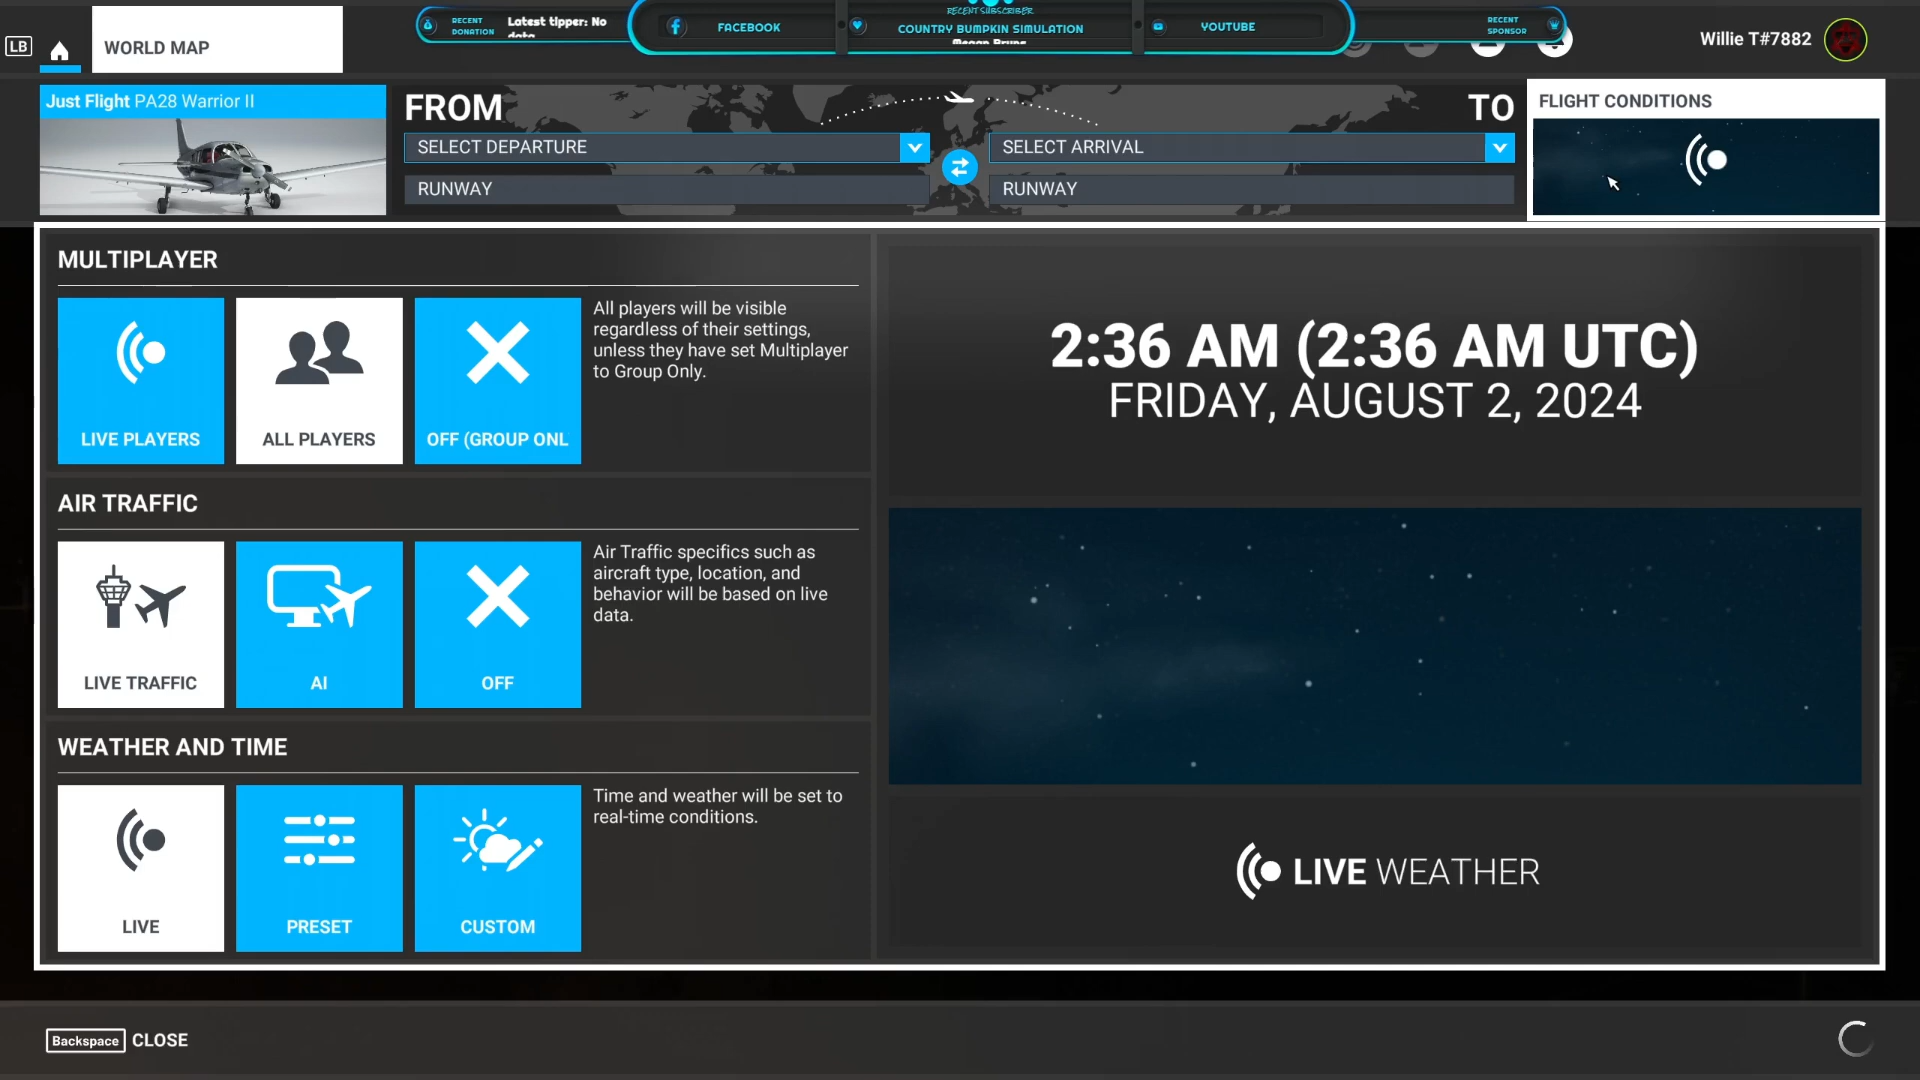 LB
WORLD MAP
RECENT
DONATION
Latest tipper: No
FACEBOOK
RECENT SUBSCRIBER
COUNTRY BUMPKIN SIMULATION
YOUTUBE
RECENT
SPONSOR
Willie T#7882
Just Flight PA28 Warrior II
FROM
SELECT DEPARTURE
RUNWAY
TO
SELECT ARRIVAL
RUNWAY
FLIGHT CONDITIONS
MULTIPLAYER
LIVE PLAYERS
ALL PLAYERS
OFF (GROUP ONL
All players will be visible
regardless of their settings,
unless they have set Multiplayer
to Group Only.
AIR TRAFFIC
LIVE TRAFFIC
AI
OFF
Air Traffic specifics such as
aircraft type, location, and
behavior will be based on live
data.
WEATHER AND TIME
LIVE
PRESET
CUSTOM
Time and weather will be set to
real-time conditions.
2:36 AM (2:36 AM UTC)
FRIDAY, AUGUST 2, 2024
LIVE WEATHER
Backspace CLOSE